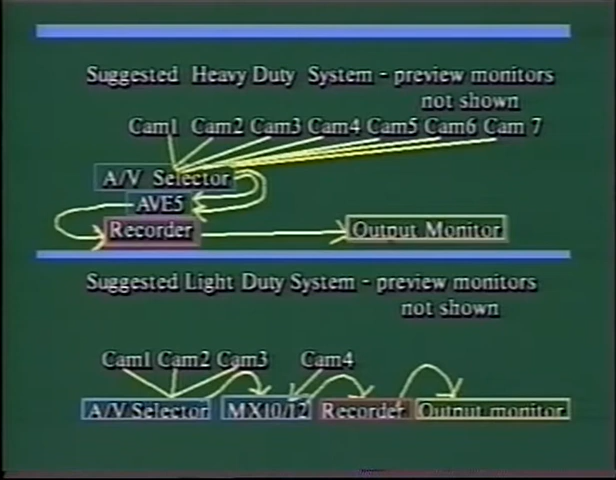 Suggested Heavy Duty System - preview monitors
not shown
Cam1 Cam2 Cam3 Cam4 Cam5 Cam6 Cam 7
A/V Selector
AVE5
Recorder Output Monitor
Suggested Light Duty System - preview monitors
not shown
Cam1 Cam2 Cam3 Cam4
A/V Selector MX10/12 Recorder Output monitor